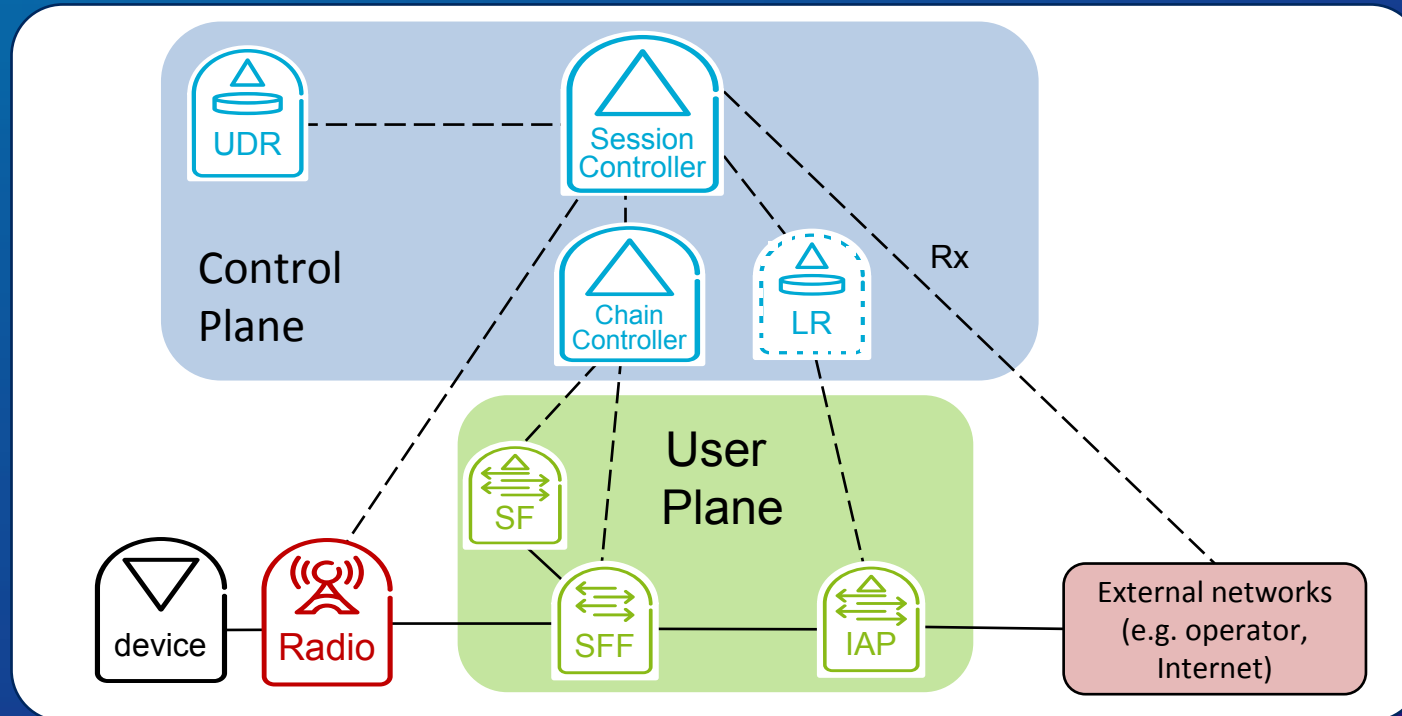 UDR
Session
Controller
Control
Plane
Chain
Controller
LR
Rx
User
Plane
SF
device
Radio
SFF
IAP
External networks
(e.g. operator,
Internet)